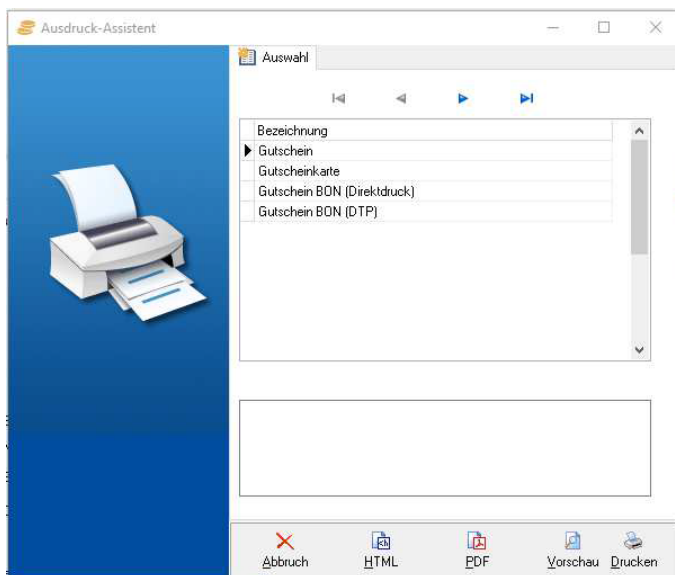 Ausdruck-Assistent
Auswahl
Bezeichnung
Gutschein
Gutscheinkarte
Gutschein BON (Direktdruck)
Gutschein BON (DTP)
Abbruch HTML PDF Vorschau Drucken